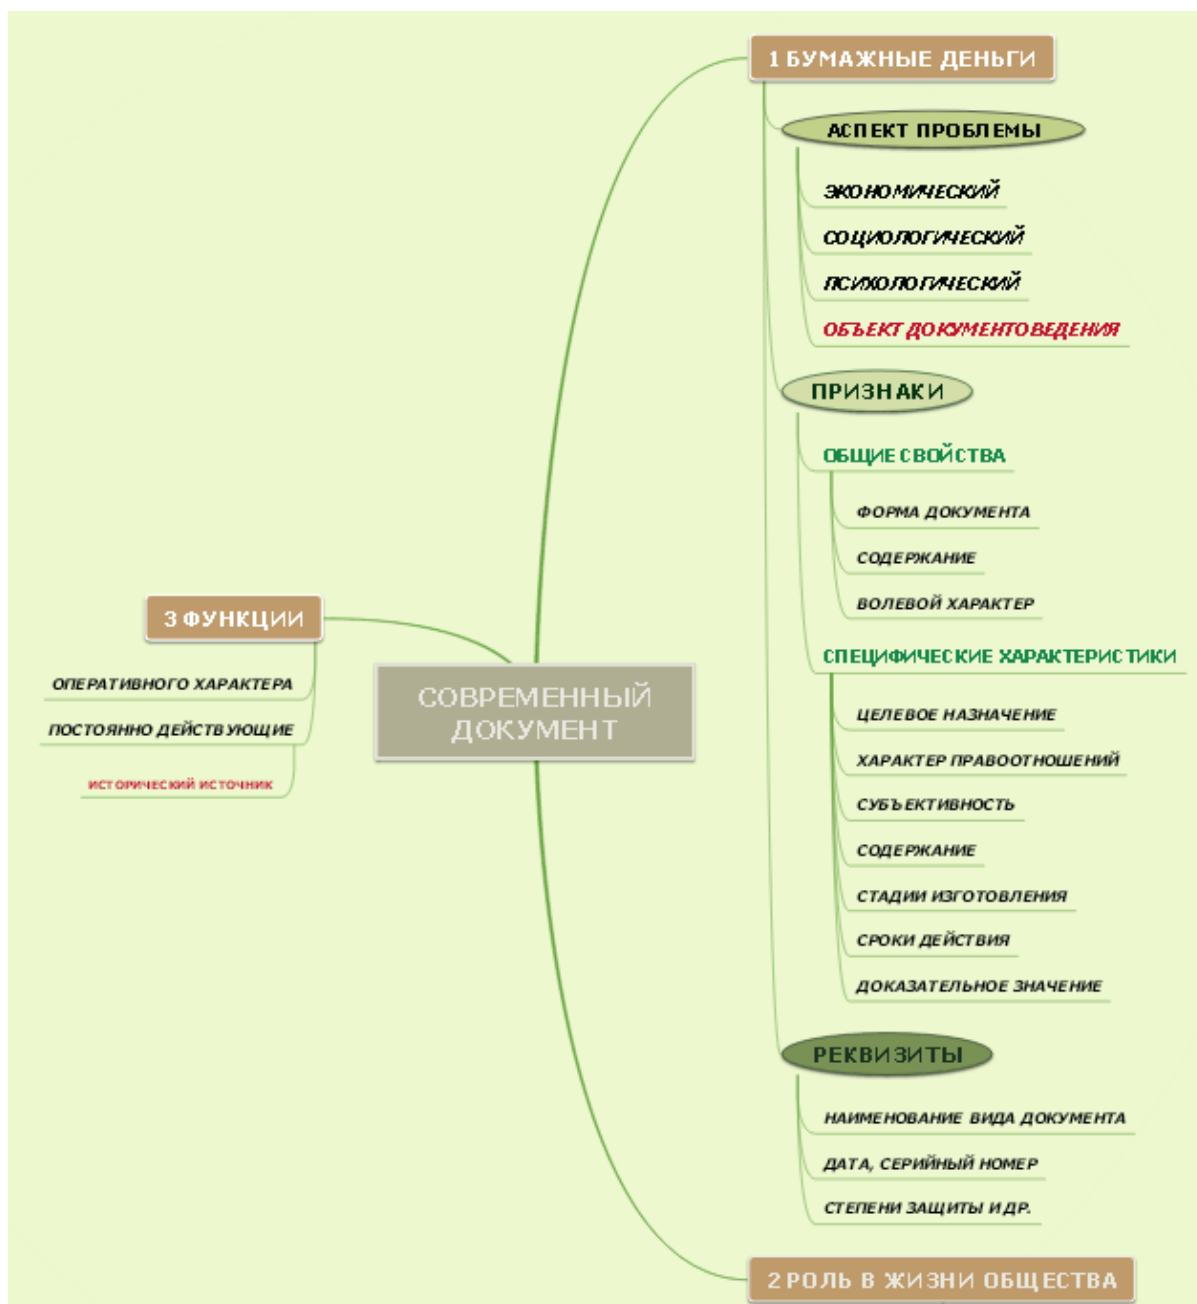 1 БУМАЖНЫЕ ДЕНЬГИ
АСПЕКТ ПРОБЛЕМЫ
ЭКОНОМИЧЕСКИЙ
СОЦИОЛОГИЧЕСКИЙ
ПСИХОЛОГИЧЕСКИЙ
ОБЪЕКТ ДОКУМЕНТОВЕДЕНИЯ
ПРИЗНАКИ
ОБЩИЕ СВОЙСТВА
ФОРМА ДОКУМЕНТА
СОДЕРЖАНИЕ
ВОЛЕВОЙ ХАРАКТЕР
СПЕЦИФИЧЕСКИЕ ХАРАКТЕРИСТИКИ
ЦЕЛЕВОЕ НАЗНАЧЕНИЕ
ХАРАКТЕР ПРАВООТНОШЕНИЙ
СУБЪЕКТИВНОСТЬ
СОДЕРЖАНИЕ
СТАДИИ ИЗГОТОВЛЕНИЯ
СРОКИ ДЕЙСТВИЯ
ДОКАЗАТЕЛЬНОЕ ЗНАЧЕНИЕ
РЕКВИЗИТЫ
НАИМЕНОВАНИЕ ВИДА ДОКУМЕНТА
ДАТА, СЕРИЙНЫЙ НОМЕР
СТЕПЕНИ ЗАЩИТЫ И ДР.
2 РОЛЬ В ЖИЗНИ ОБЩЕСТВА
3 ФУНКЦИИ
ОПЕРАТИВНОГО ХАРАКТЕРА
ПОСТОЯННО ДЕЙСТВУЮЩИЕ
ИСТОРИЧЕСКИЙ ИСТОЧНИК
СОВРЕМЕННЫЙ
ДОКУМЕНТ